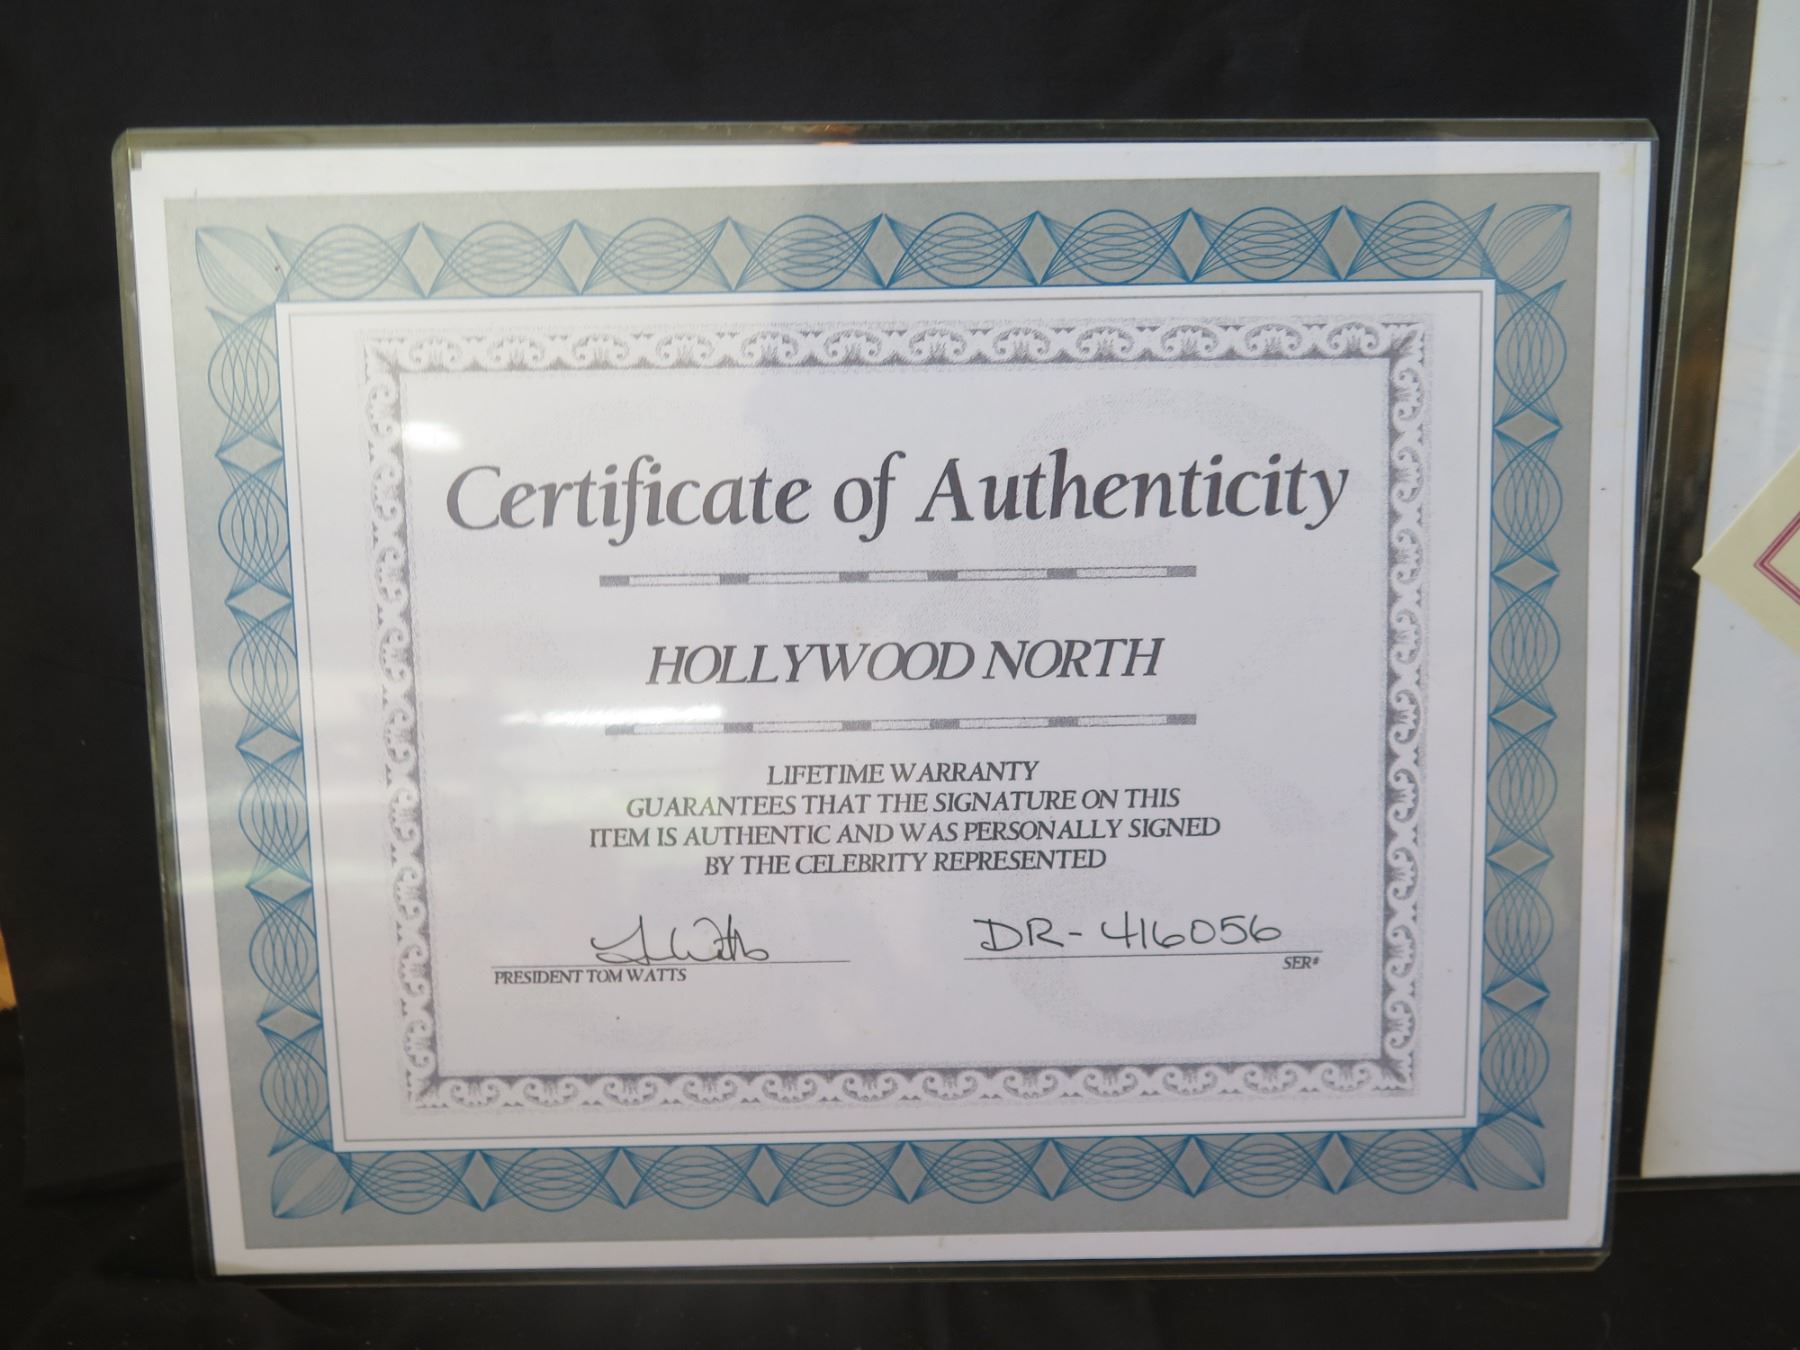 Certificate of Authenticity
HOLLYWOOD NORTH
LIFETIME WARRANTY
GUARANTEES THAT THE SIGNATURE ON THIS
ITEM IS AUTHENTIC AND WAS PERSONALLY SIGNED
BY THE CELEBRITY REPRESENTED
T Watts DR-416056
PRESIDENT TOM WATTS SER#